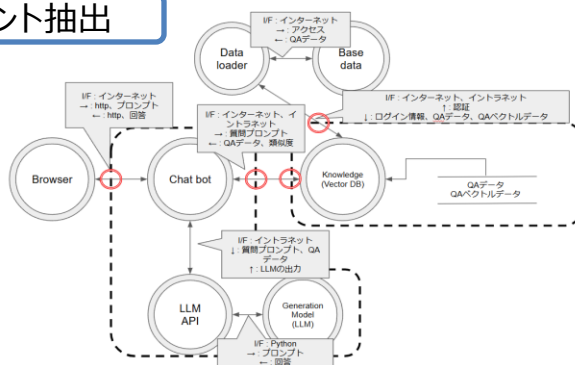 ント抽出
I/F : インターネット
→ : アクセス
← : QAデータ
Data
loader
Base
data
I/F : インターネット
→ : http、プロンプト
← : http、回答
I/F : インターネット、イ
ントラネット
→ : 質問プロンプト
← : QAデータ、類似度
I/F : インターネット、イントラネット
↑ : 認証
↓ : ログイン情報、QAデータ、QAベクトルデータ
Browser
Chat bot
Knowledge
(Vector DB)
QAデータ
QAベクトルデータ
I/F : イントラネット
↓ : 質問プロンプト、QA
データ
↑ : LLMの出力
LLM
API
Generation
Model
(LLM)
I/F : Python
→ : プロンプト
← : 回答